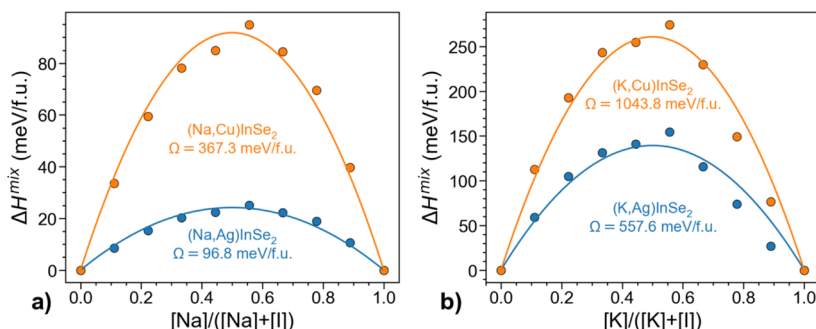 80
60
40
20
0
ΔH^mix (meV/f.u.)
(Na,Cu)InSe₂
Ω = 367.3 meV/f.u.
(Na,Ag)InSe₂
Ω = 96.8 meV/f.u.
0.0 0.2 0.4 0.6 0.8 1.0
a)
[Na]/([Na]+[I])
250
200
150
100
50
0
ΔH^mix (meV/f.u.)
(K,Cu)InSe₂
Ω = 1043.8 meV/f.u.
(K,Ag)InSe₂
Ω = 557.6 meV/f.u.
0.0 0.2 0.4 0.6 0.8 1.0
b)
[K]/([K]+[I])